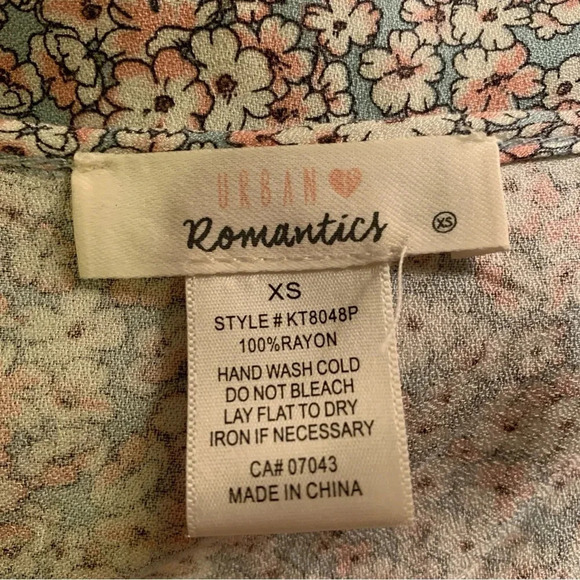 URBAN
Romantics
XS
XS
STYLE # KT8048P
100%RAYON
HAND WASH COLD
DO NOT BLEACH
LAY FLAT TO DRY
IRON IF NECESSARY
CA# 07043
MADE IN CHINA